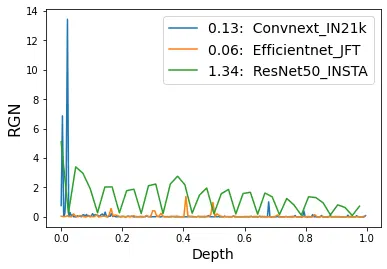 14
12
10
8
6
4
2
0
RGN
0.13: Convnext_IN21k
0.06: Efficientnet_JFT
1.34: ResNet50_INSTA
0.0 0.2 0.4 0.6 0.8 1.0
Depth